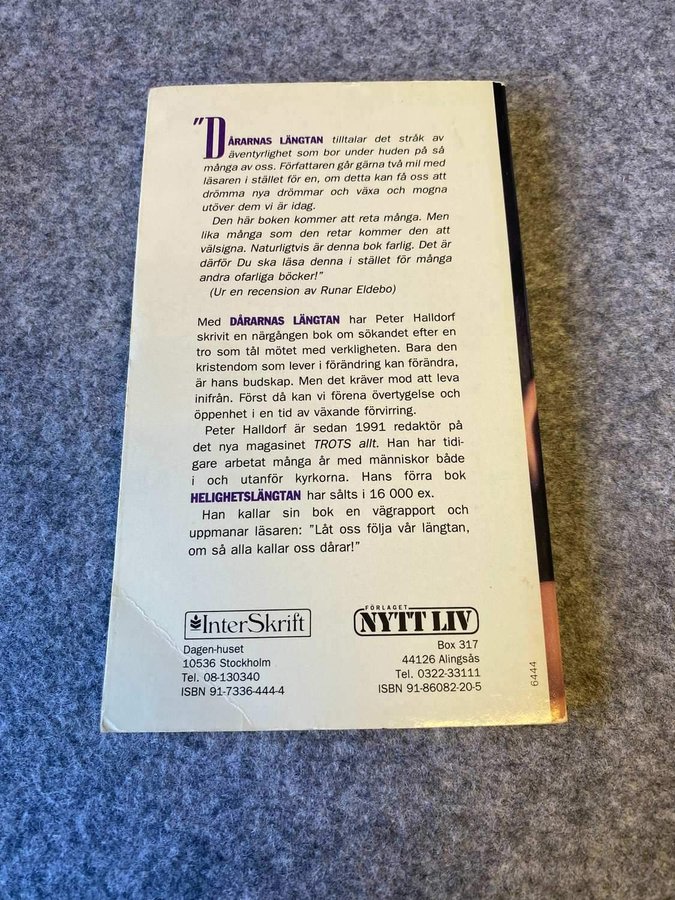 "DÅRARNAS LÄNGTAN tilltalar det stråk av
äventyrlighet som bor under huden på så
många av oss. Författaren går gärna två mil med
läsaren i stället för en, om detta kan få oss att
drömma nya drömmar och växa och mogna
utöver dem vi är idag.
Den här boken kommer att reta många. Men
lika många som den retar kommer den att
välsigna. Naturligtvis är denna bok farlig. Det är
därför Du ska läsa denna i stället för många
andra ofarliga böcker!"
(Ur en recension av Runar Eldebo)
Med DÅRARNAS LÄNGTAN har Peter Halldorf
skrivit en närgången bok om sökandet efter en
tro som tål mötet med verkligheten. Bara den
kristendom som lever i förändring kan förändra,
är hans budskap. Men det kräver mod att leva
inifrån. Först då kan vi förena övertygelse och
öppenhet i en tid av växande förvirring.
Peter Halldorf är sedan 1991 redaktör på
det nya magasinet TROTS allt. Han har tidi-
gare arbetat många år med människor både
i och utanför kyrkorna. Hans förra bok
HELIGHETSLÄNGTAN har sålts i 16 000 ex.
Han kallar sin bok en vägrapport och
uppmanar läsaren: "Låt oss följa vår längtan,
om så alla kallar oss dårar!"
InterSkrift
Dagen-huset
10536 Stockholm
Tel. 08-130340
ISBN 91-7336-444-4
FÖRLAGET
NYTT LIV
Box 317
44126 Alingsås
Tel. 0322-33111
ISBN 91-86082-20-5
6444